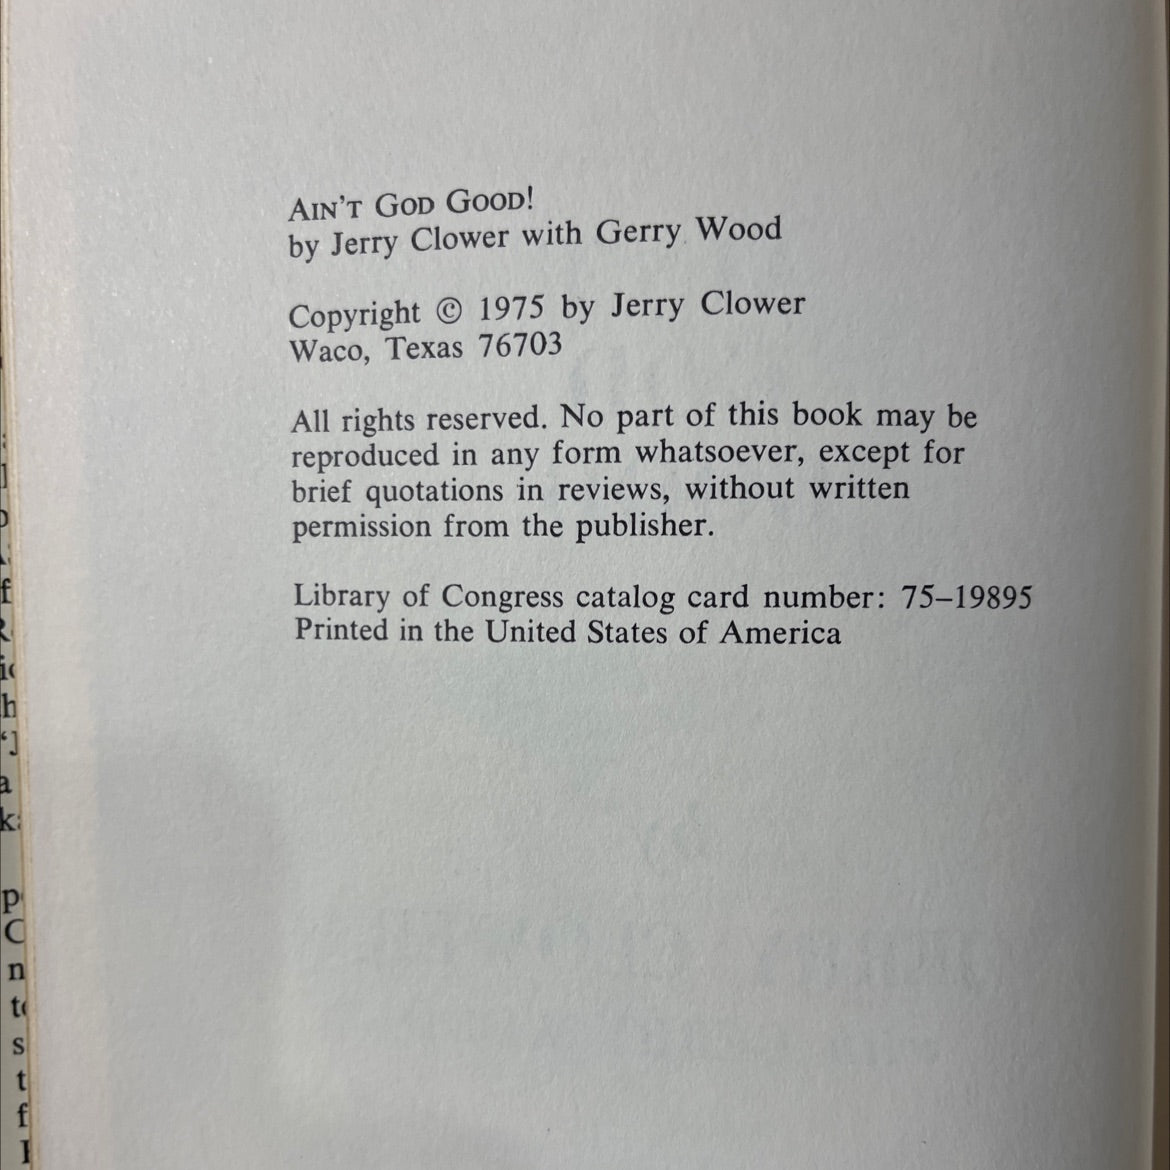 AIN'T GOD GOOD!
by Jerry Clower with Gerry Wood
Copyright © 1975 by Jerry Clower
Waco, Texas 76703
All rights reserved. No part of this book may be
reproduced in any form whatsoever, except for
brief quotations in reviews, without written
permission from the publisher.
Library of Congress catalog card number: 75–19895
Printed in the United States of America